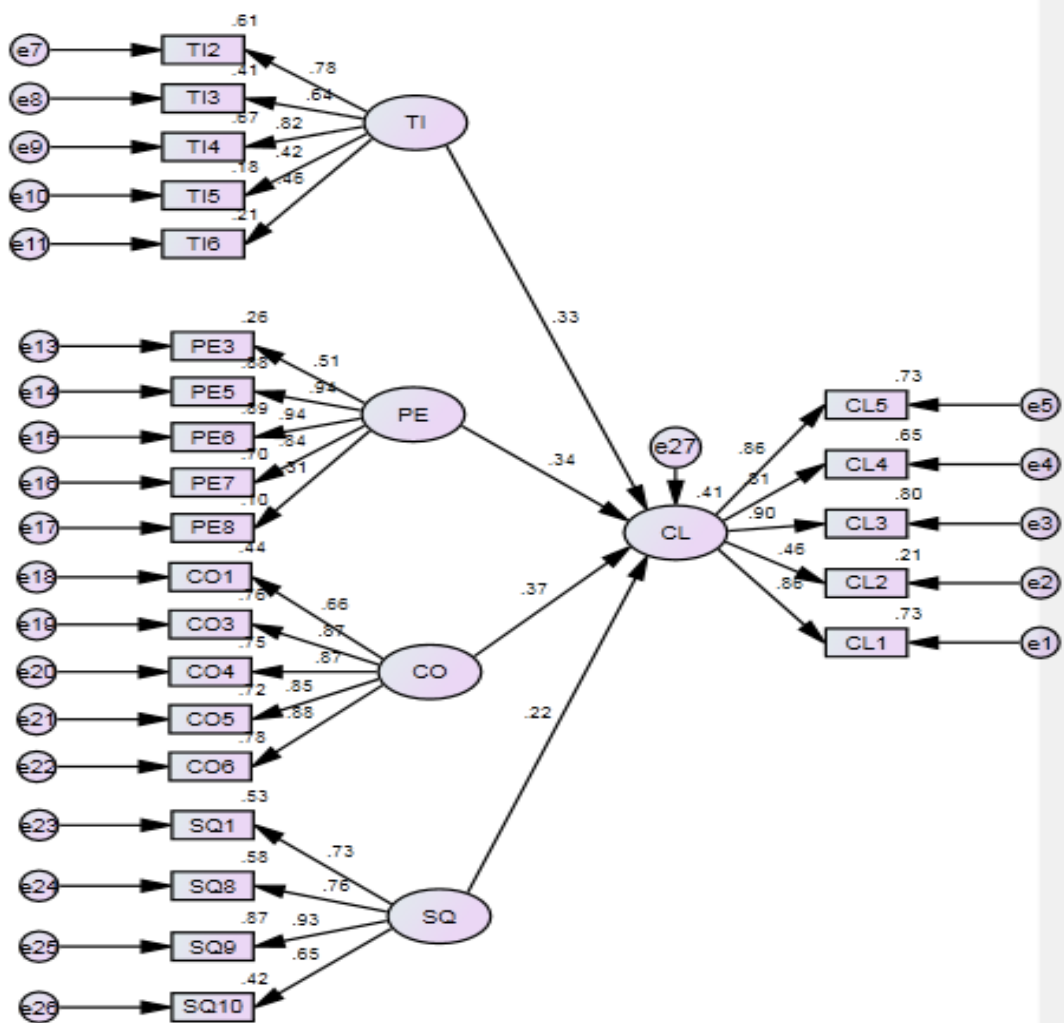 .61
e7 TI2
.78
.41
e8 TI3
.64
TI
.67
e9 TI4
.82
.42
.18
e10 TI5
.46
.21
e11 TI6
.33
.26
e13 PE3
.51
.88
e14 PE5
.94
PE
.89
e15 PE6
.94
.84
.70
e16 PE7
.31
.10
e17 PE8
.34
.44
e18 CO1
.66
.76
e19 CO3
.87
.75
e20 CO4
.87
CO
.72
e21 CO5
.85
.88
.78
e22 CO6
.37
.53
e23 SQ1
.73
.58
e24 SQ8
.76
SQ
.87
e25 SQ9
.93
.65
.42
e26 SQ10
.22
e27
.41
CL
.73
.86
CL5 e5
.65
.81
CL4 e4
.80
.90
CL3 e3
.46
.21
CL2 e2
.86
.73
CL1 e1